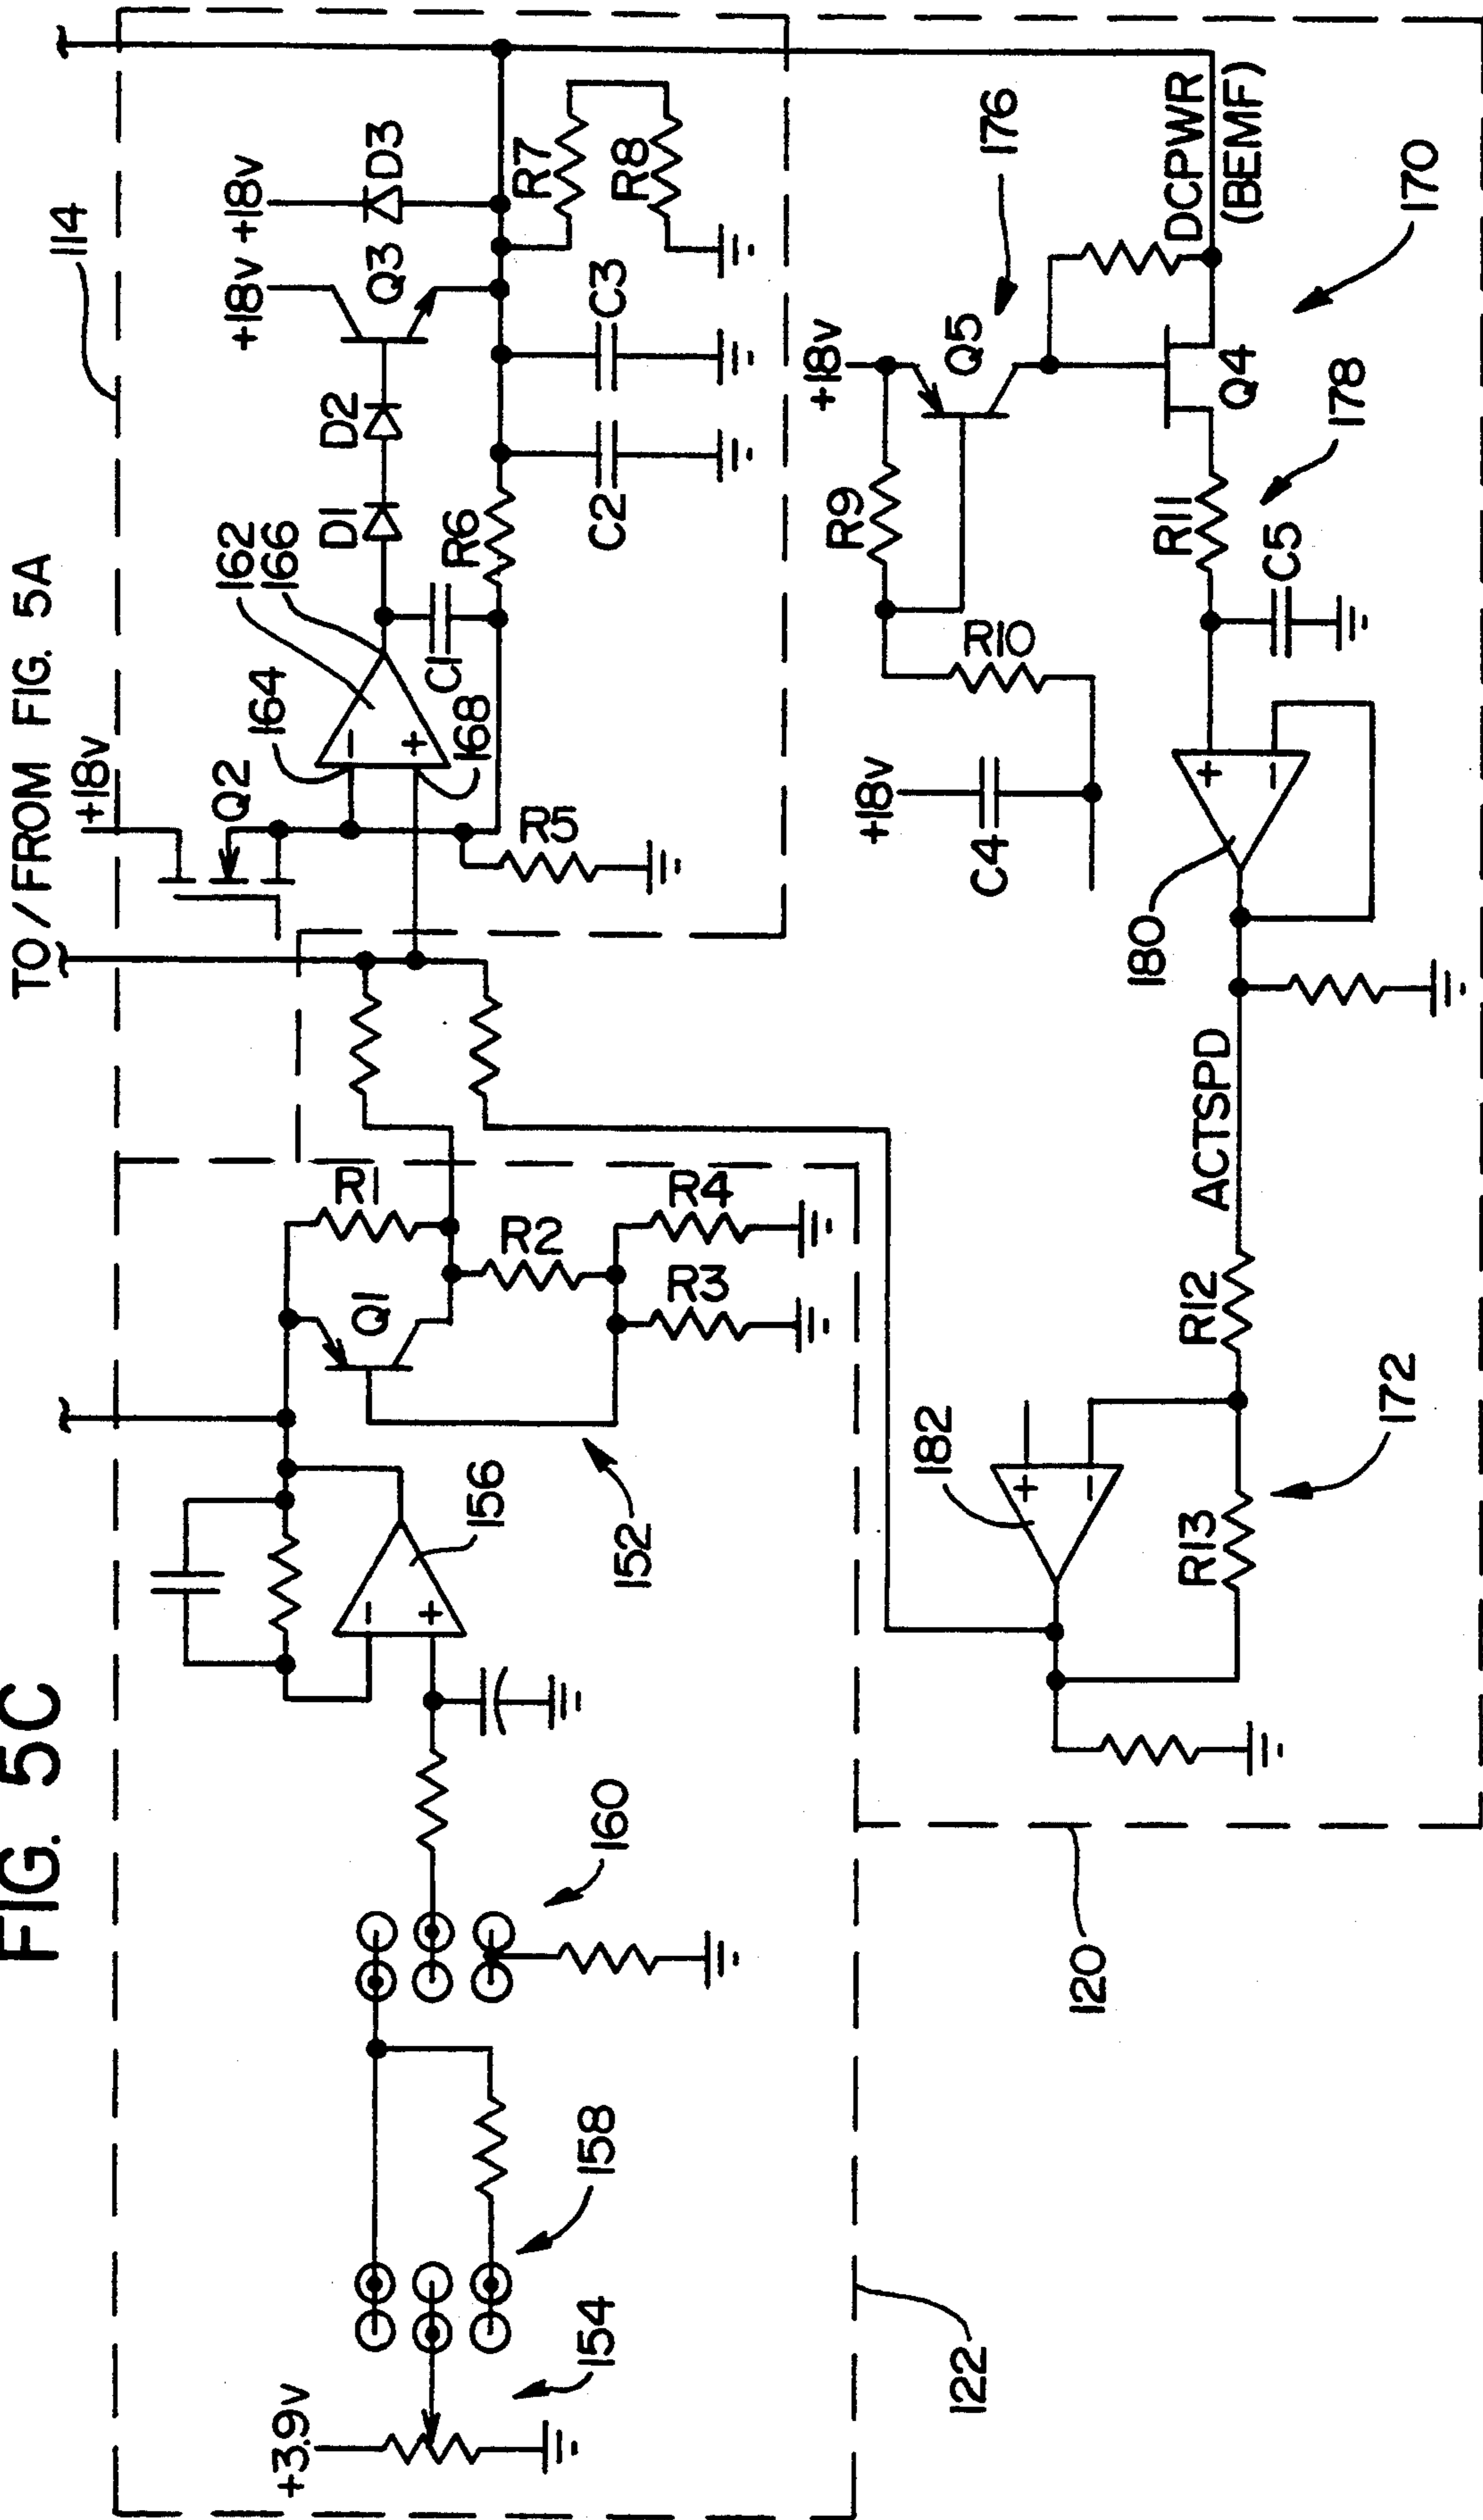 FIG. 5C
TO/FROM FIG. 5A
114
+18v
Q2
164
162
166
D1
D2
+18v
+18v
Q3
D3
C1
168
R6
R5
C2
C3
R7
R8
+3.9v
154
158
160
156
152
Q1
R1
R2
R3
R4
122
120
+18v
C4
R10
R9
+18v
Q5
176
DCPWR
(BEMF)
Q4
170
178
R11
C5
180
ACTSPD
R12
182
R13
172
+
-
+
-
+
-
+
-